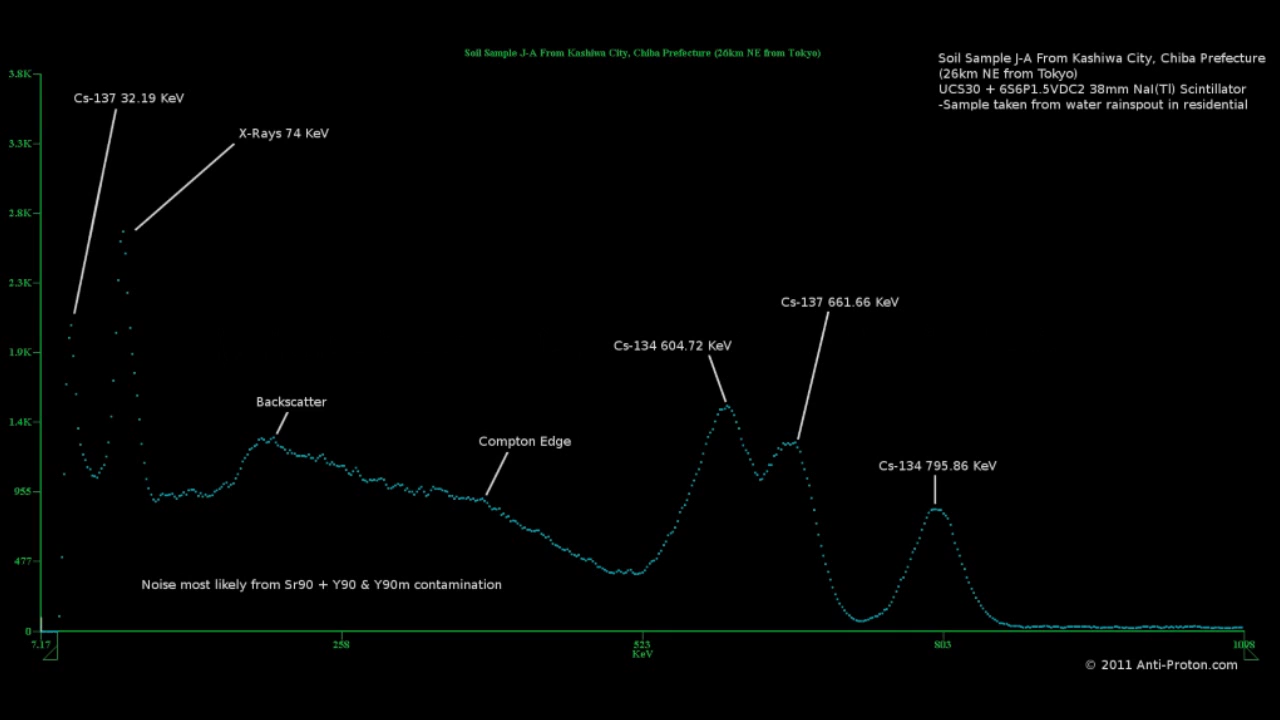 Soil Sample J-A From Kashiwa City, Chiba Prefecture (26km NE from Tokyo)
Soil Sample J-A From Kashiwa City, Chiba Prefecture
(26km NE from Tokyo)
UCS30 + 6S6P1.5VDC2 38mm NaI(Tl) Scintillator
-Sample taken from water rainspout in residential
3.8K
Cs-137 32.19 KeV
X-Rays 74 KeV
3.3K
2.8K
2.3K
Cs-137 661.66 KeV
Cs-134 604.72 KeV
1.9K
Backscatter
1.4K
Compton Edge
Cs-134 795.86 KeV
955
477
Noise most likely from Sr90 + Y90 & Y90m contamination
0
7.17
258
523
803
1098
KeV
© 2011 Anti-Proton.com